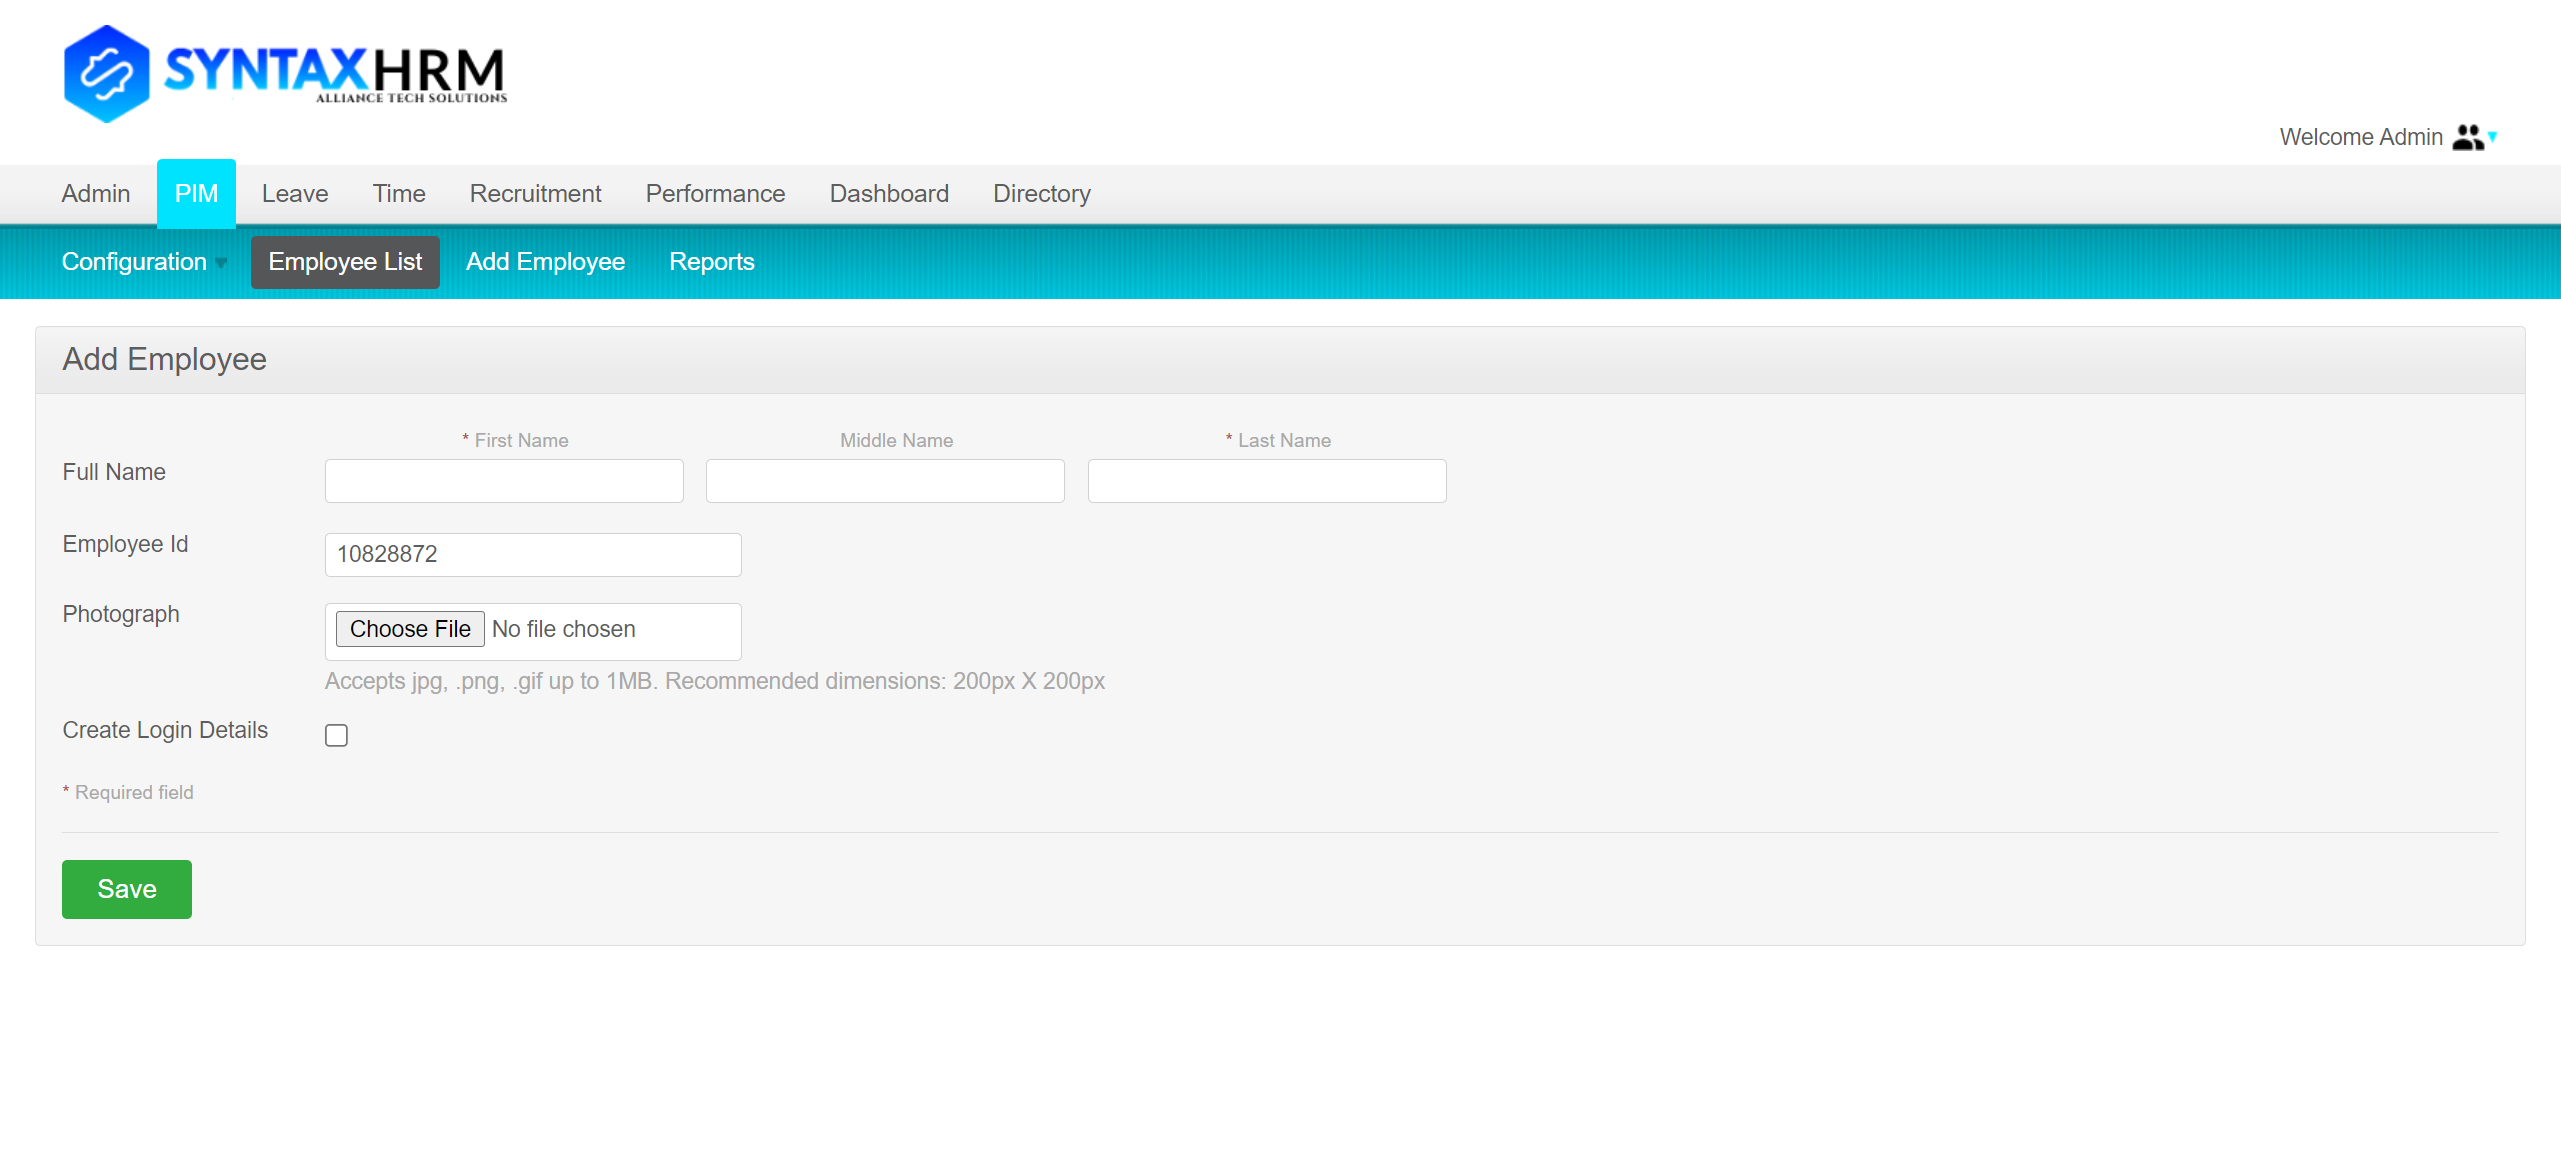 SYNTAXHRM
ALLIANCE TECH SOLUTIONS
Welcome Admin
Admin PIM Leave Time Recruitment Performance Dashboard Directory
Configuration Employee List Add Employee Reports
Add Employee
* First Name Middle Name * Last Name
Full Name
Employee Id 10828872
Photograph Choose File No file chosen
Accepts jpg, .png, .gif up to 1MB. Recommended dimensions: 200px X 200px
Create Login Details
* Required field
Save